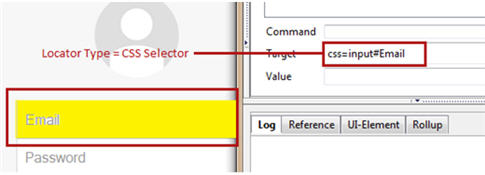 Command
Locator Type = CSS Selector
Target css=input#Email
Value
Email
Log Reference UI-Element Rollup
Password